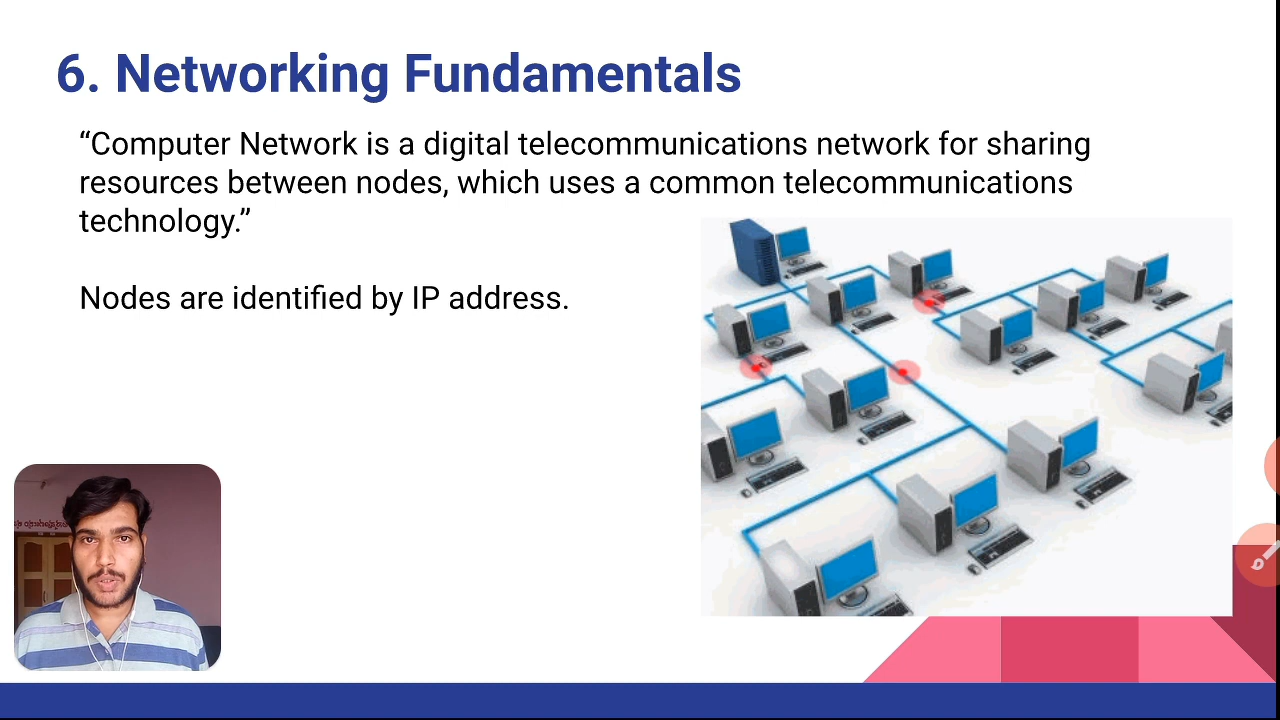 6. Networking Fundamentals
“Computer Network is a digital telecommunications network for sharing
resources between nodes, which uses a common telecommunications
technology.”
Nodes are identified by IP address.